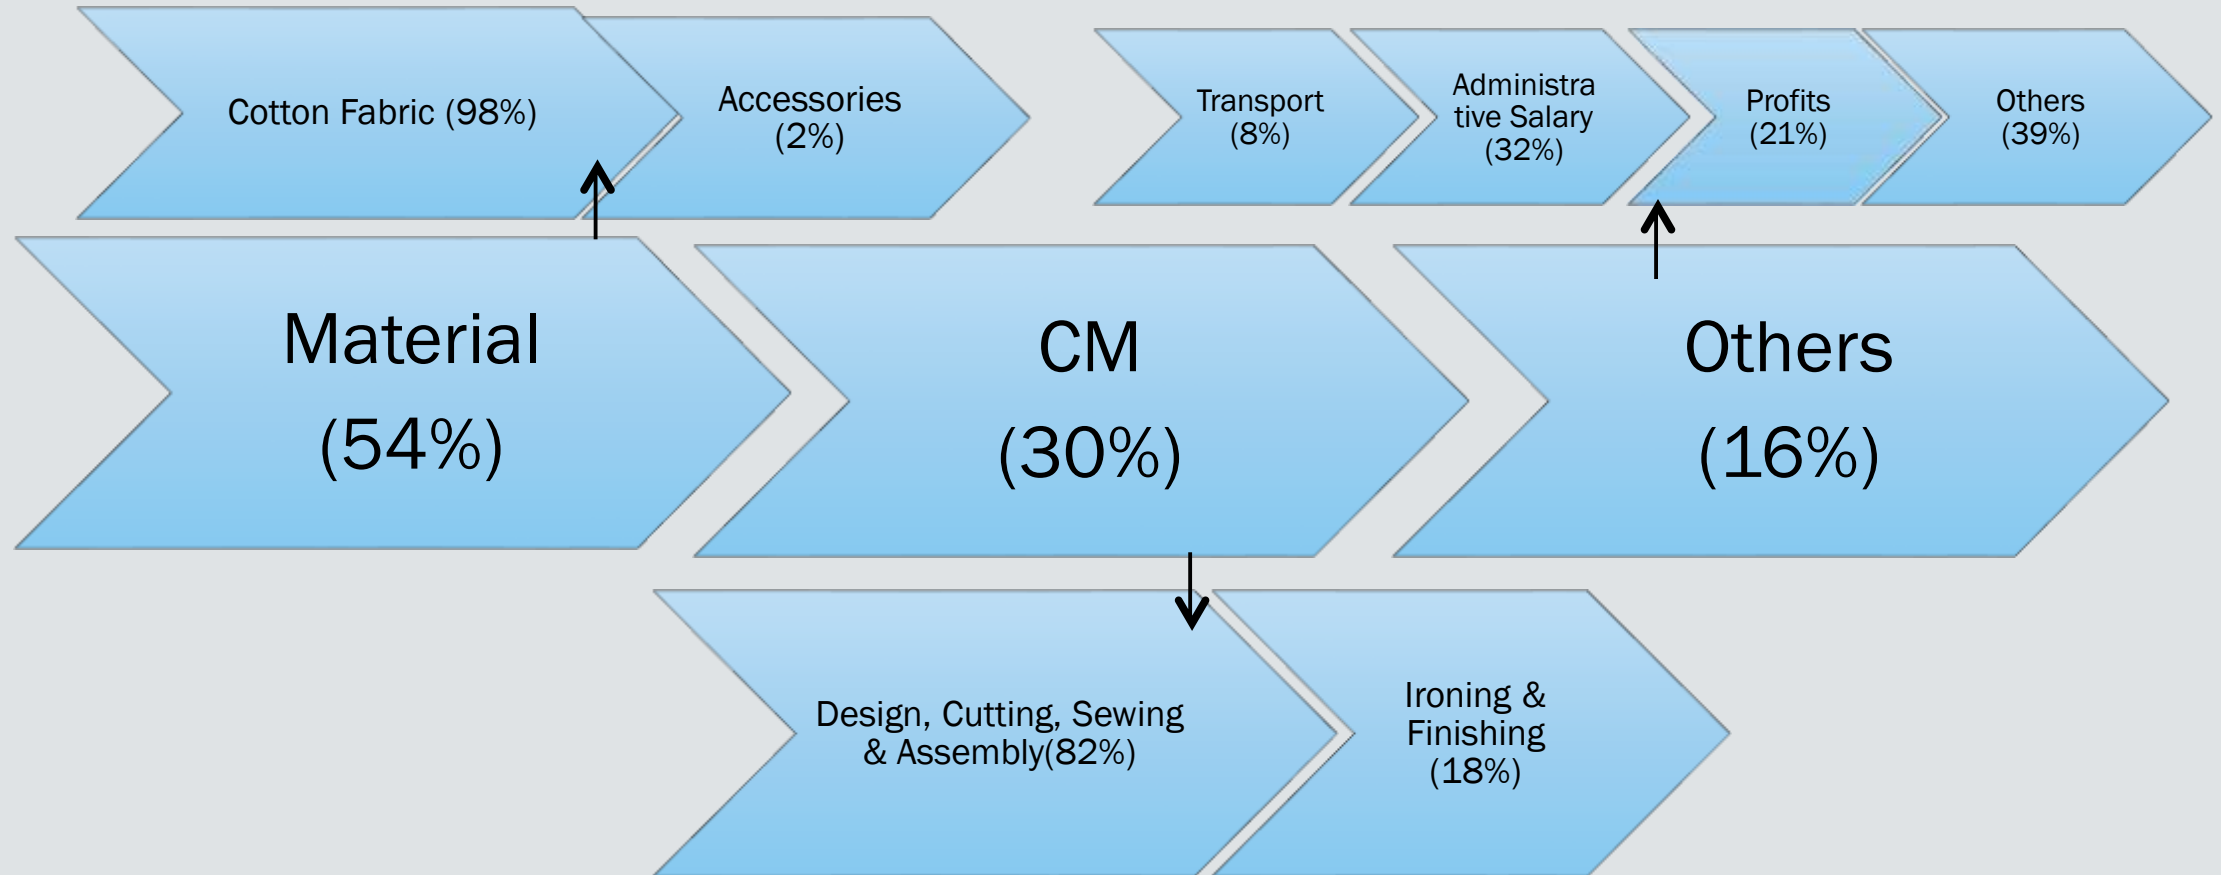 Cotton Fabric (98%)
Accessories
(2%)
Transport
(8%)
Administra
tive Salary
(32%)
Profits
(21%)
Others
(39%)
Material
(54%)
CM
(30%)
Others
(16%)
Design, Cutting, Sewing
& Assembly(82%)
Ironing &
Finishing
(18%)